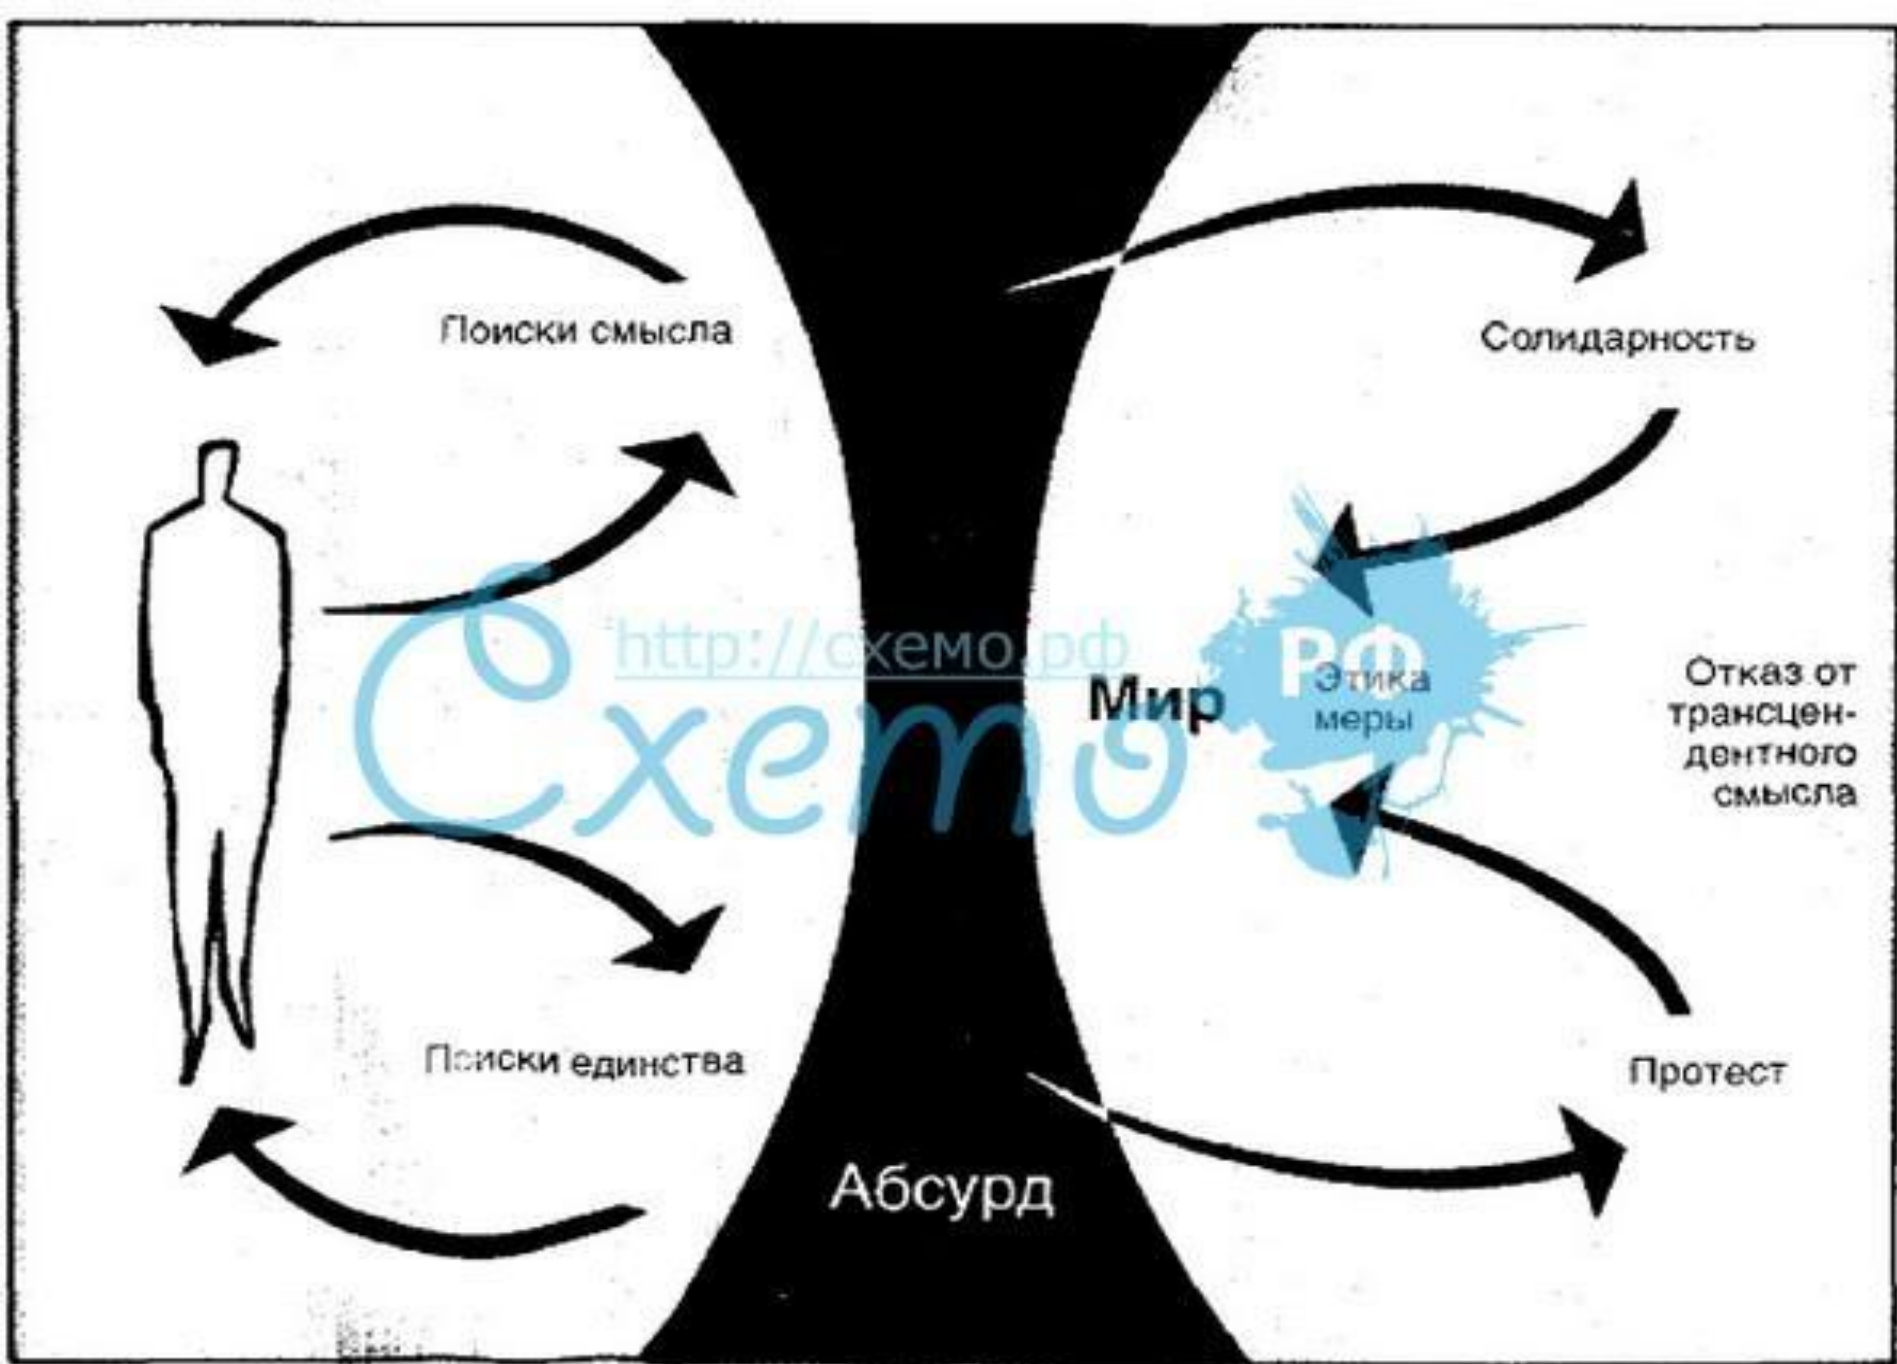 Поиски смысла
Солидарность
http://схемо.рф
Схемо
РФ
Мир
Этика
меры
Отказ от
трансцен-
дентного
смысла
Поиски единства
Протест
Абсурд